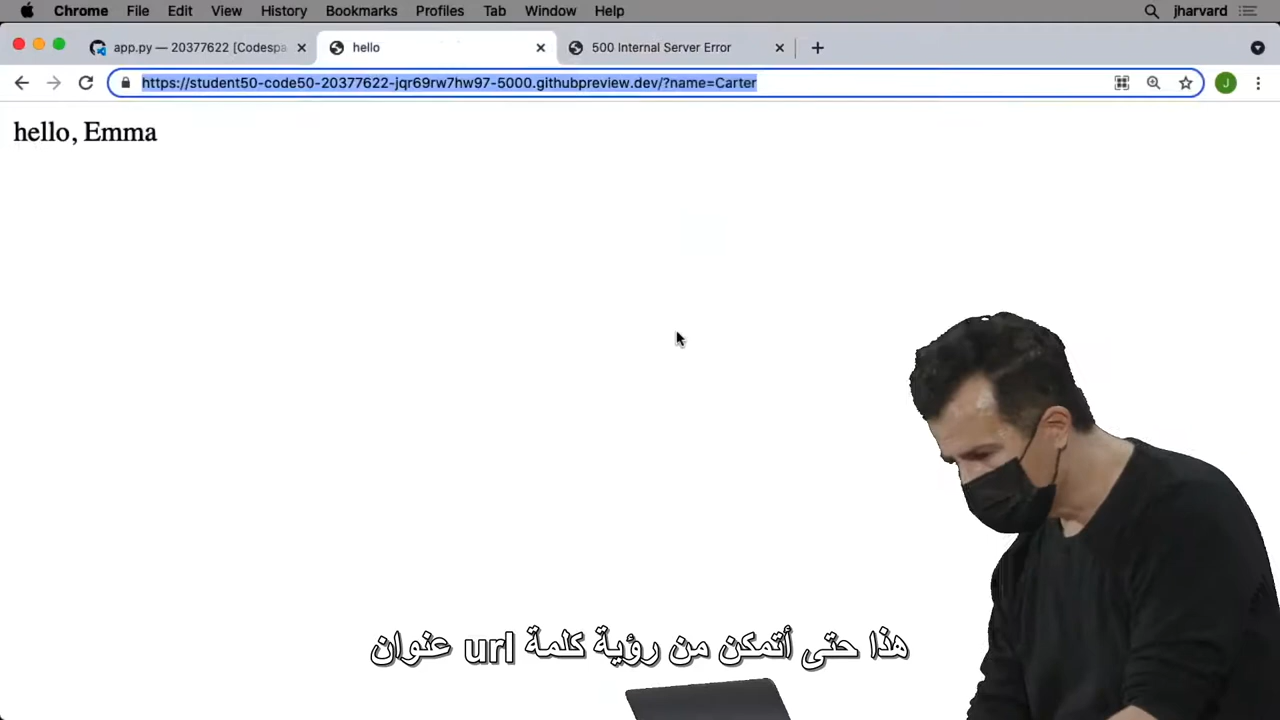 Chrome File Edit View History Bookmarks Profiles Tab Window Help jharvard
app.py — 20377622 [Codespa hello 500 Internal Server Error
https://student50-code50-20377622-jqr69rw7hw97-5000.githubpreview.dev/?name=Carter J
hello, Emma
هذا حتى أتمكن من رؤية كلمة url عنوان